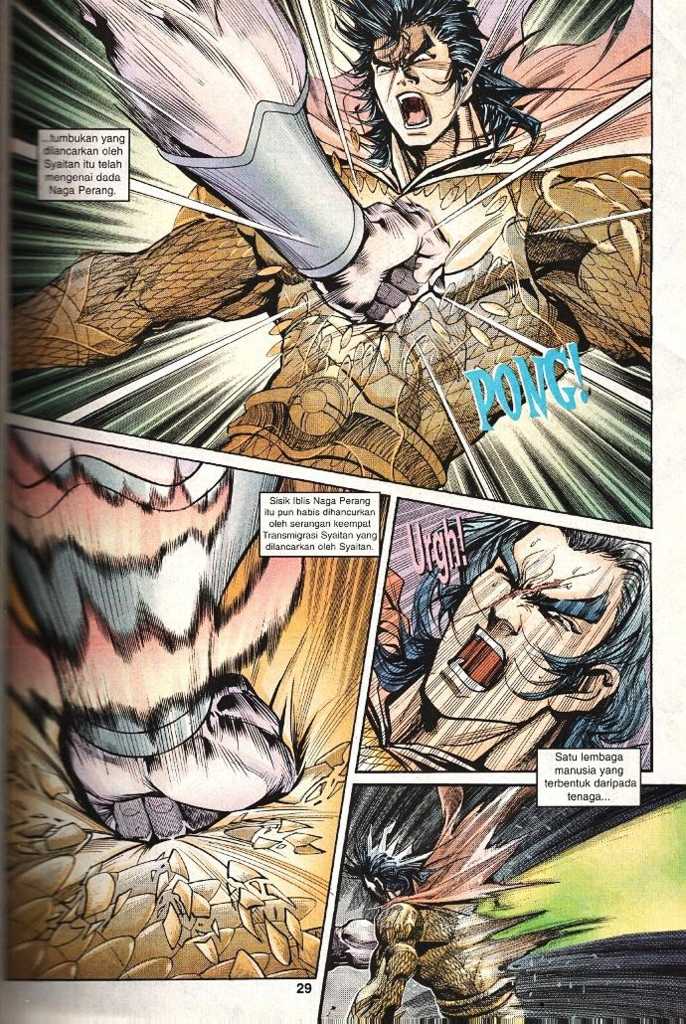 ...tumbukan yang
dilancarkan oleh
Syaitan itu telah
mengenai dada
Naga Perang.
PONG!
Sisik Iblis Naga Perang
itu pun habis dihancurkan
oleh serangan keempat
Transmigrasi Syaitan yang
dilancarkan oleh Syaitan.
Urgh!
Satu lembaga
manusia yang
terbentuk daripada
tenaga...
29